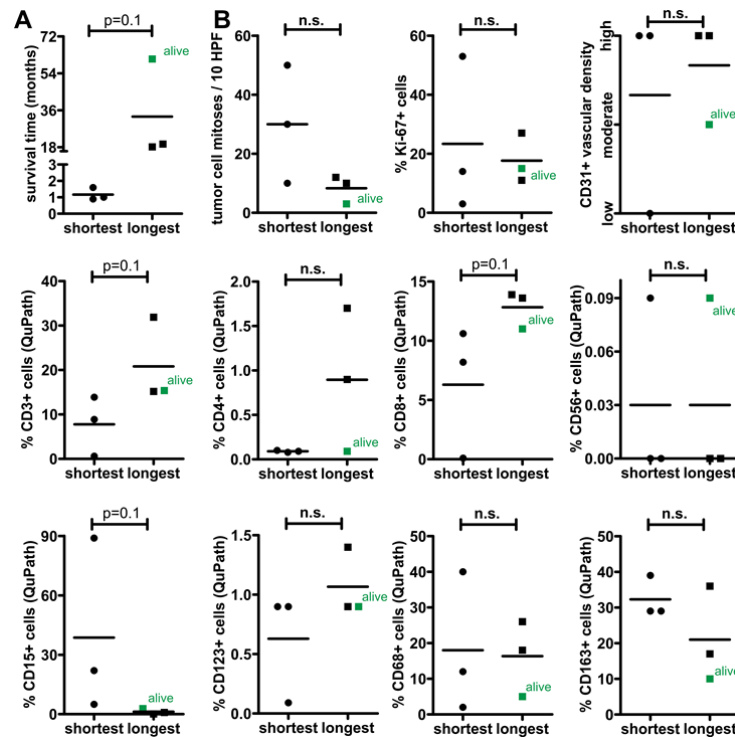 A
B
p=0.1
survival time (months)
72
54
36
18
3
2
1
0
alive
shortest longest
n.s.
tumor cell mitoses / 10 HPF
60
40
20
0
alive
shortest longest
n.s.
% Ki-67+ cells
60
40
20
0
alive
shortest longest
n.s.
CD31+ vascular density
high
moderate
low
alive
shortest longest
p=0.1
% CD3+ cells (QuPath)
40
30
20
10
0
alive
shortest longest
n.s.
% CD4+ cells (QuPath)
2.0
1.5
1.0
0.5
0.0
alive
shortest longest
p=0.1
% CD8+ cells (QuPath)
15
10
5
0
alive
shortest longest
n.s.
% CD56+ cells (QuPath)
0.09
0.06
0.03
0.00
alive
shortest longest
p=0.1
% CD15+ cells (QuPath)
90
60
30
0
alive
shortest longest
n.s.
% CD123+ cells (QuPath)
1.5
1.0
0.5
0.0
alive
shortest longest
n.s.
% CD68+ cells (QuPath)
50
40
30
20
10
0
alive
shortest longest
n.s.
% CD163+ cells (QuPath)
50
40
30
20
10
0
alive
shortest longest